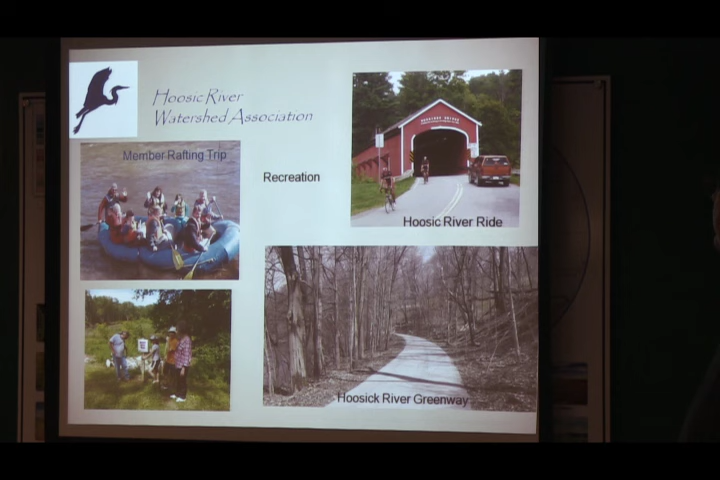 Hoosic River
Watershed Association
Member Rafting Trip
Recreation
Hoosic River Ride
Hoosick River Greenway